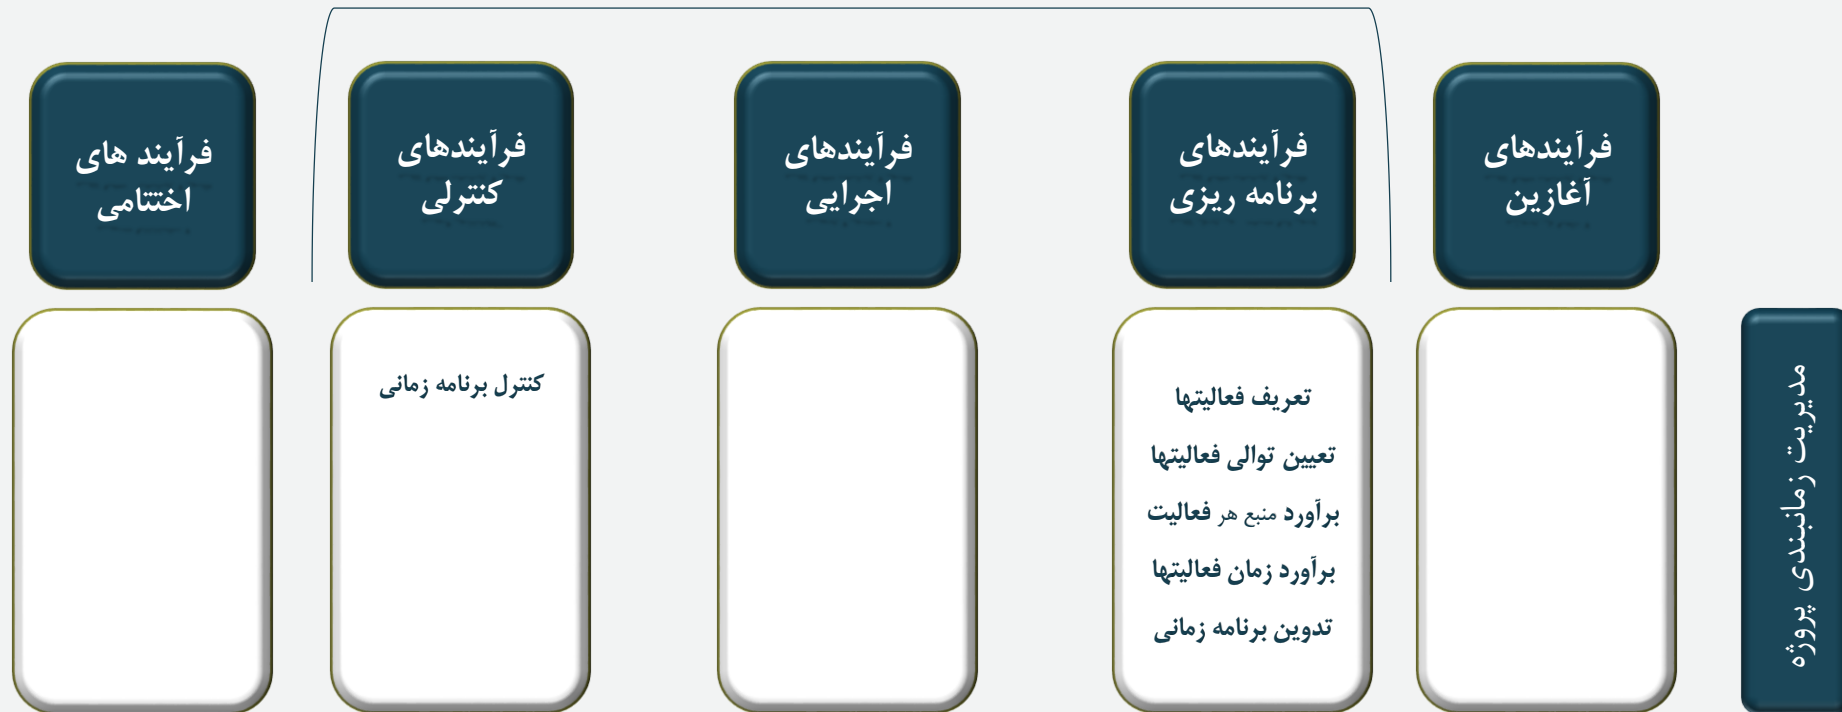 فرآیندهای
آغازین
فرآیندهای
برنامه ریزی
فرآیندهای
اجرایی
فرآیندهای
کنترلی
فرآیند های
اختتامی
مدیریت زمانبندی پروژه
تعریف فعالیتها
تعیین توالی فعالیتها
برآورد منبع هر فعالیت
برآورد زمان فعالیتها
تدوین برنامه زمانی
کنترل برنامه زمانی